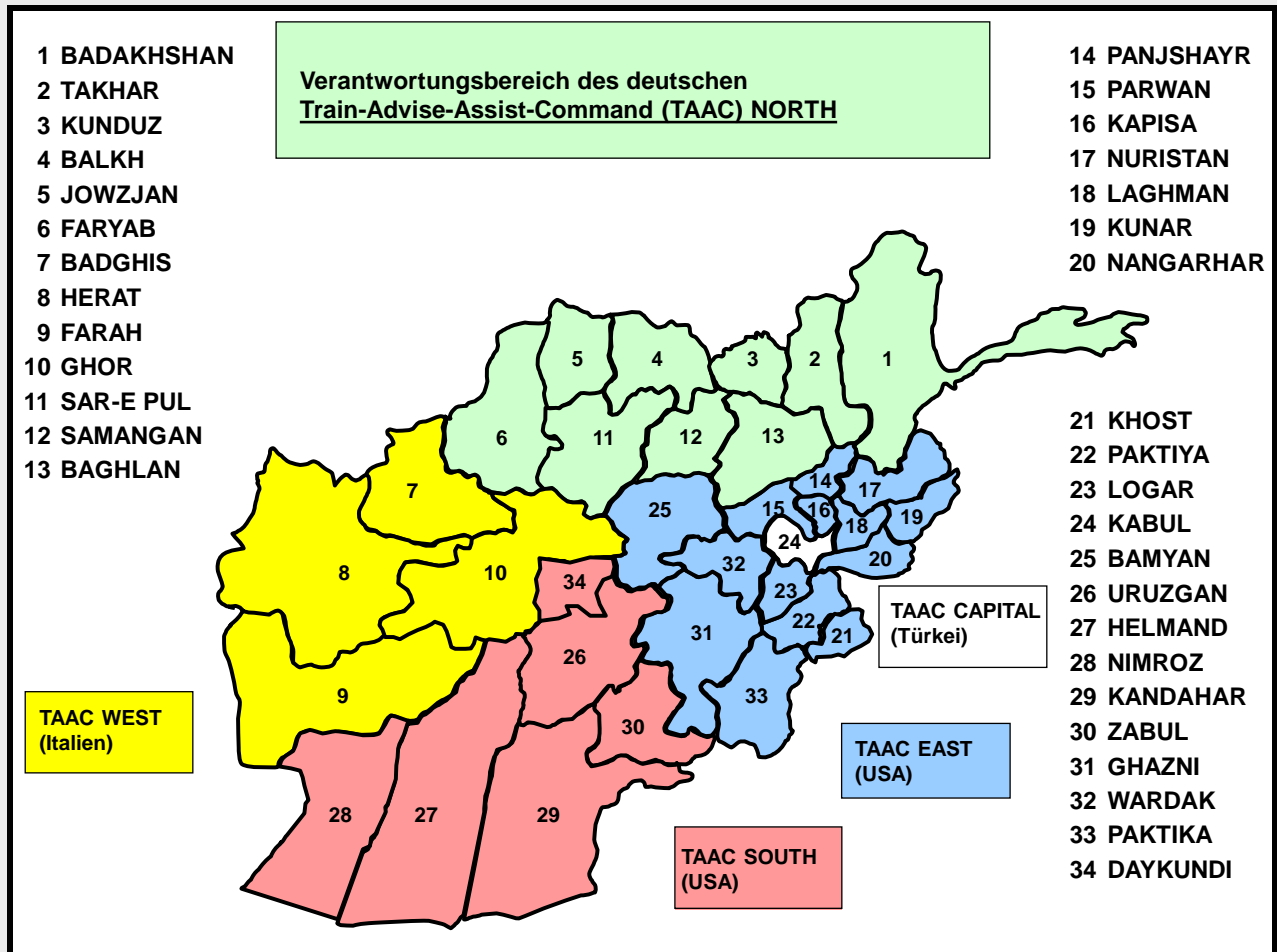 1 BADAKHSHAN
2 TAKHAR
3 KUNDUZ
4 BALKH
5 JOWZJAN
6 FARYAB
7 BADGHIS
8 HERAT
9 FARAH
10 GHOR
11 SAR-E PUL
12 SAMANGAN
13 BAGHLAN
Verantwortungsbereich des deutschen
Train-Advise-Assist-Command (TAAC) NORTH
14 PANJSHAYR
15 PARWAN
16 KAPISA
17 NURISTAN
18 LAGHMAN
19 KUNAR
20 NANGARHAR
21 KHOST
22 PAKTIYA
23 LOGAR
24 KABUL
25 BAMYAN
26 URUZGAN
27 HELMAND
28 NIMROZ
29 KANDAHAR
30 ZABUL
31 GHAZNI
32 WARDAK
33 PAKTIKA
34 DAYKUNDI
5
4
3
2
1
6
11
12
13
7
25
14
15
16
17
18
19
24
20
8
10
34
32
23
22
21
31
26
9
33
30
28
27
29
TAAC CAPITAL
(Türkei)
TAAC WEST
(Italien)
TAAC EAST
(USA)
TAAC SOUTH
(USA)